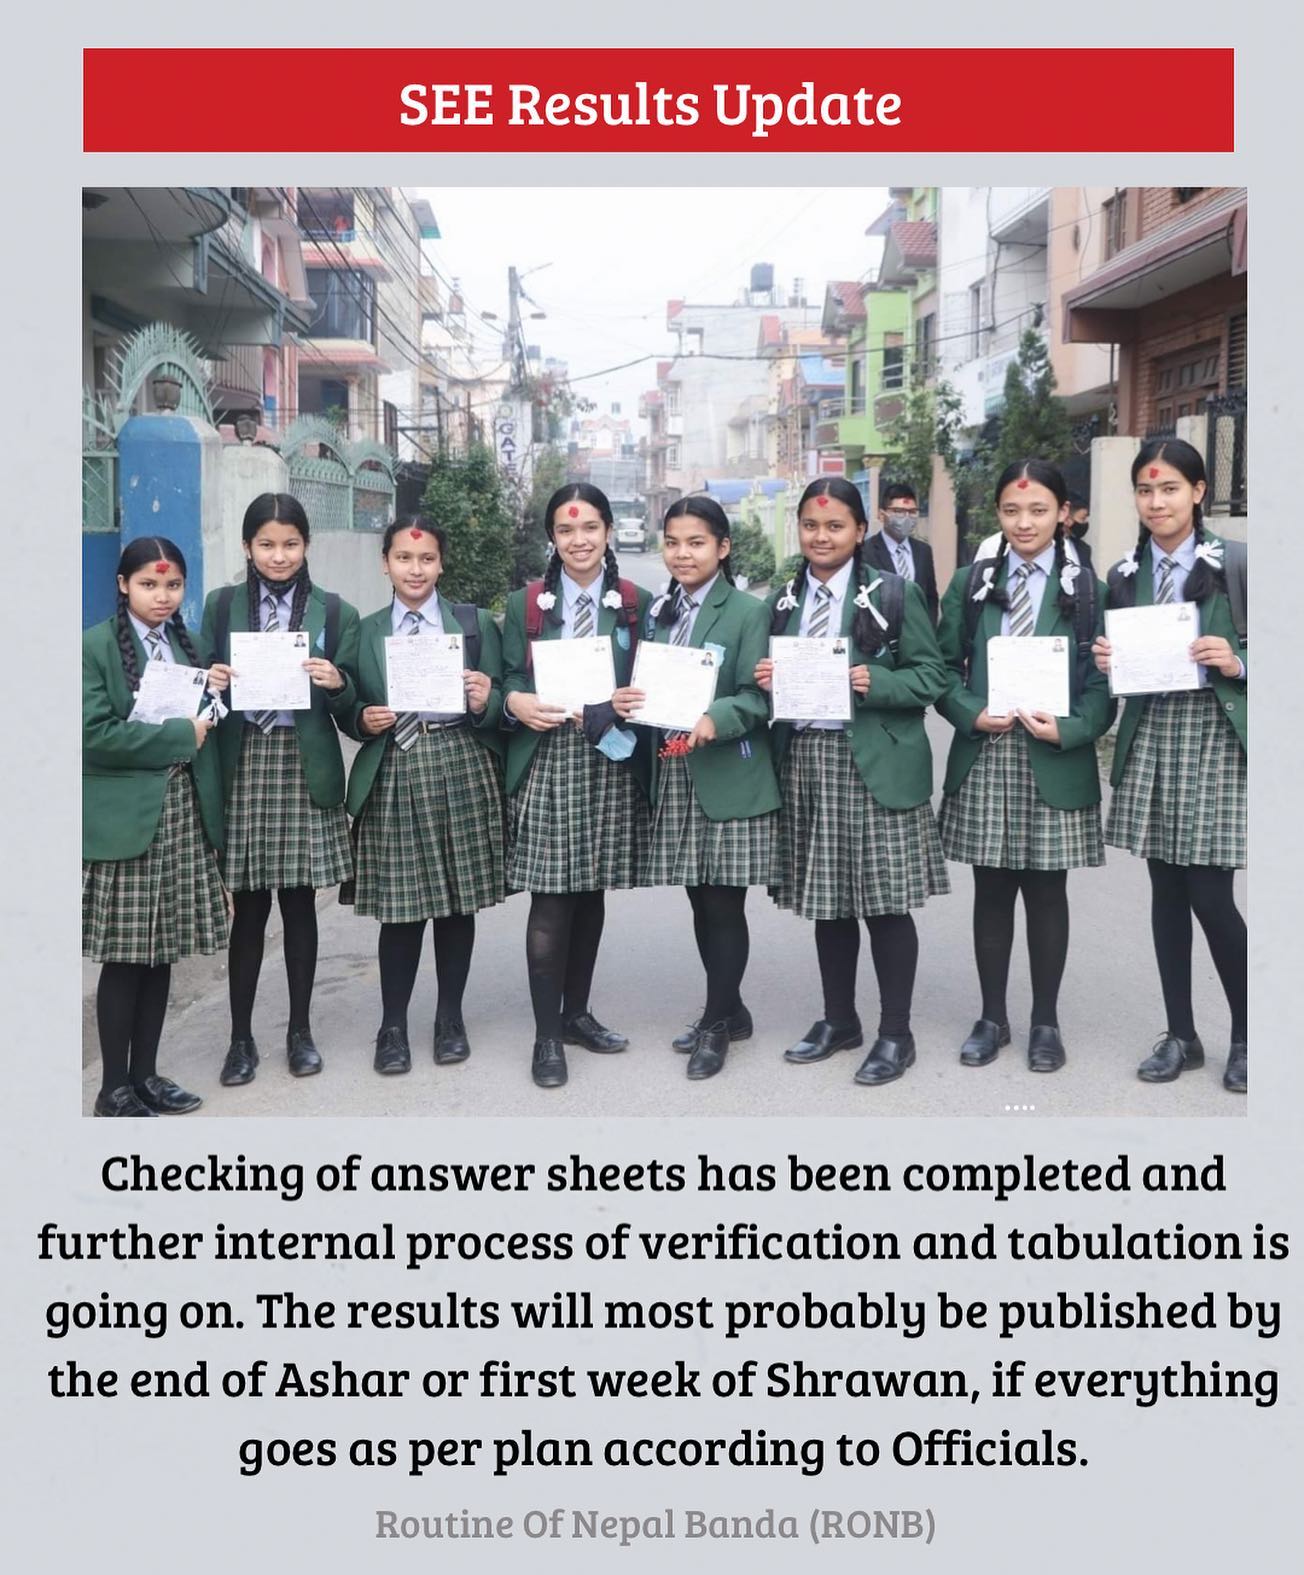 SEE Results Update
GATE
Checking of answer sheets has been completed and
further internal process of verification and tabulation is
going on. The results will most probably be published by
the end of Ashar or first week of Shrawan, if everything
goes as per plan according to Officials.
Routine Of Nepal Banda (RONB)